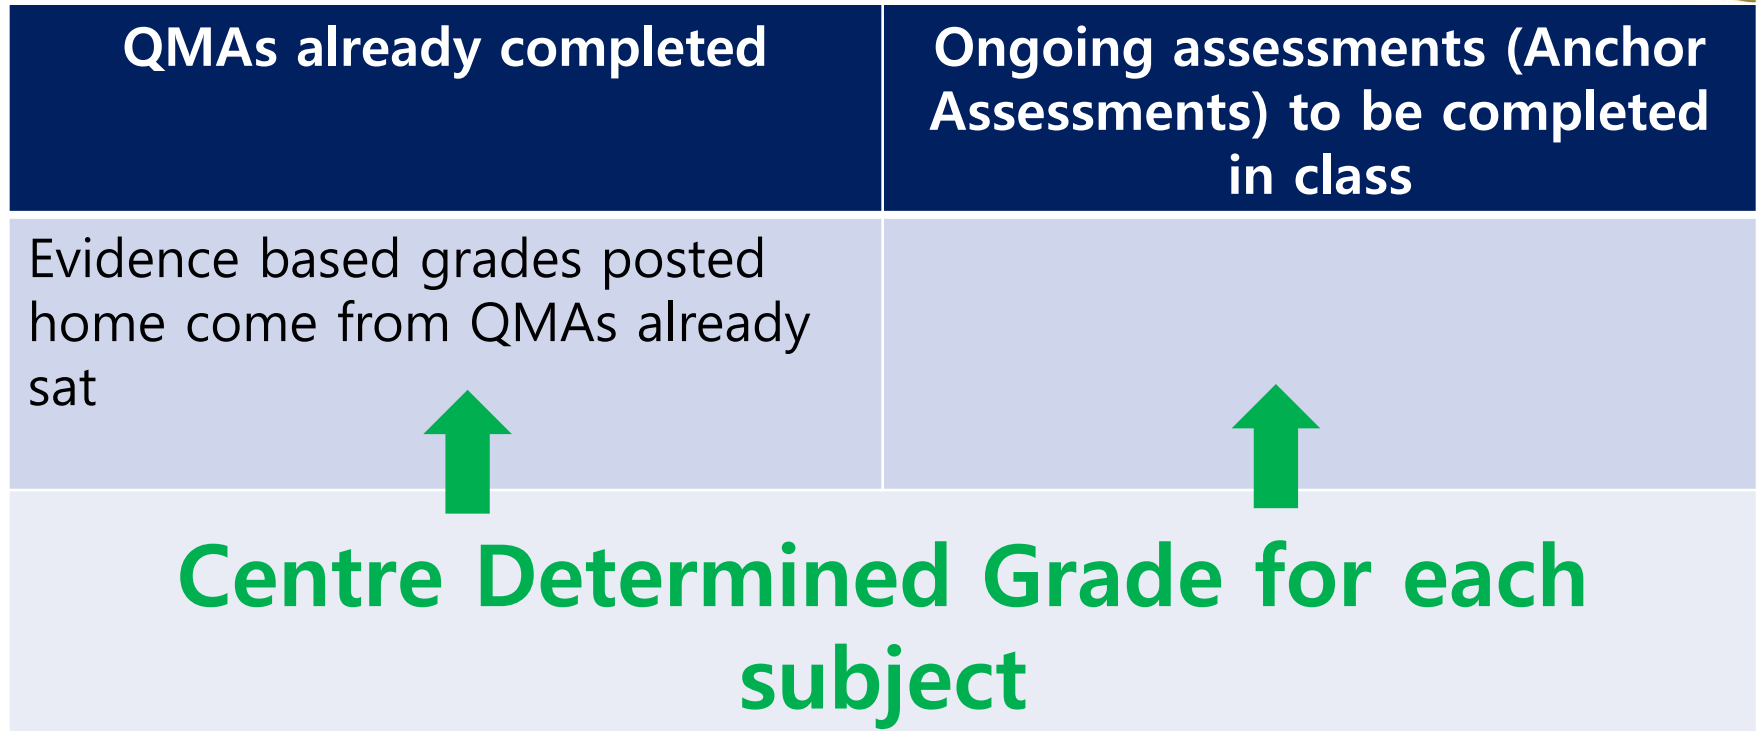 QMAs already completed
Ongoing assessments (Anchor
Assessments) to be completed
in class
Evidence based grades posted
home come from QMAs already
sat
Centre Determined Grade for each
subject